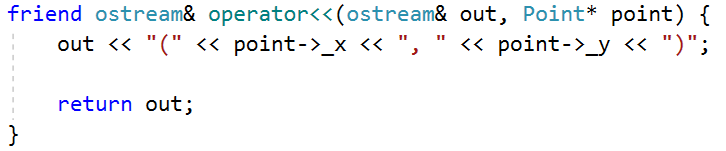 friend ostream& operator<<(ostream& out, Point* point) {
    out << "(" << point->_x << ", " << point->_y << ")";
    return out;
}